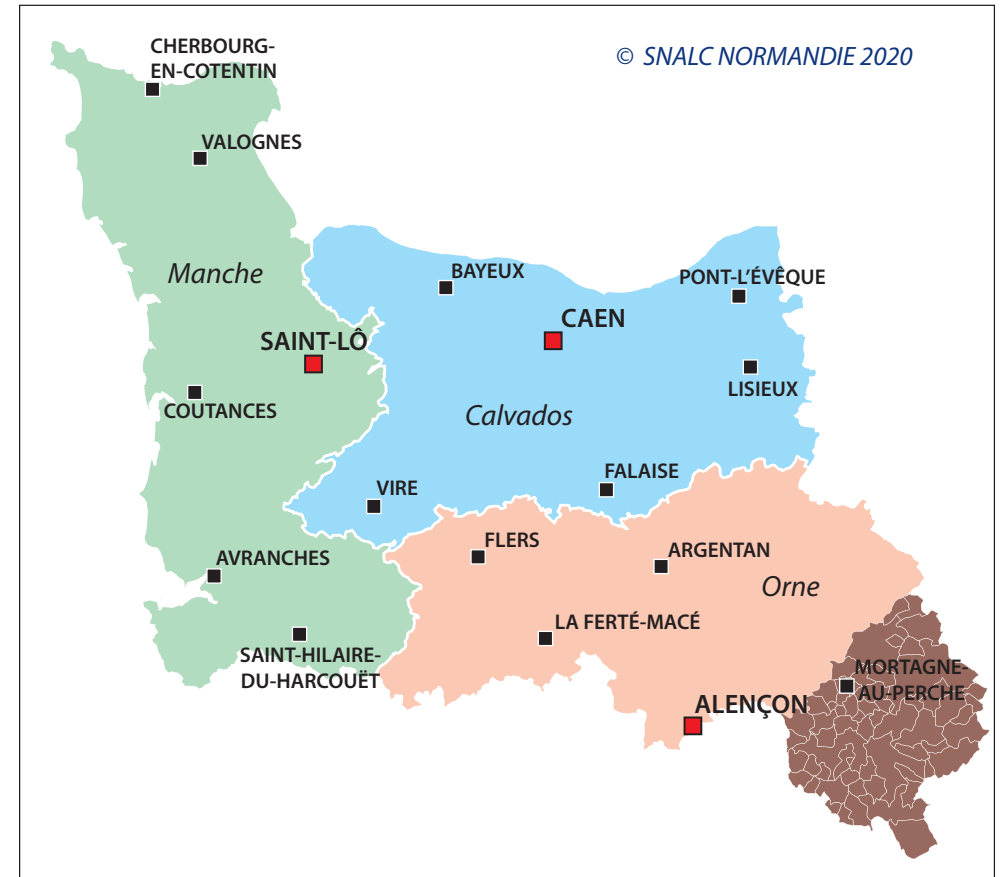 CHERBOURG-
EN-COTENTIN
© SNALC NORMANDIE 2020
VALOGNES
Manche
BAYEUX
PONT-L'ÉVÊQUE
CAEN
SAINT-LÔ
LISIEUX
COUTANCES
Calvados
FALAISE
VIRE
FLERS
ARGENTAN
AVRANCHES
Orne
LA FERTÉ-MACÉ
SAINT-HILAIRE-
DU-HARCOUËT
MORTAGNE-
AU-PERCHE
ALENÇON